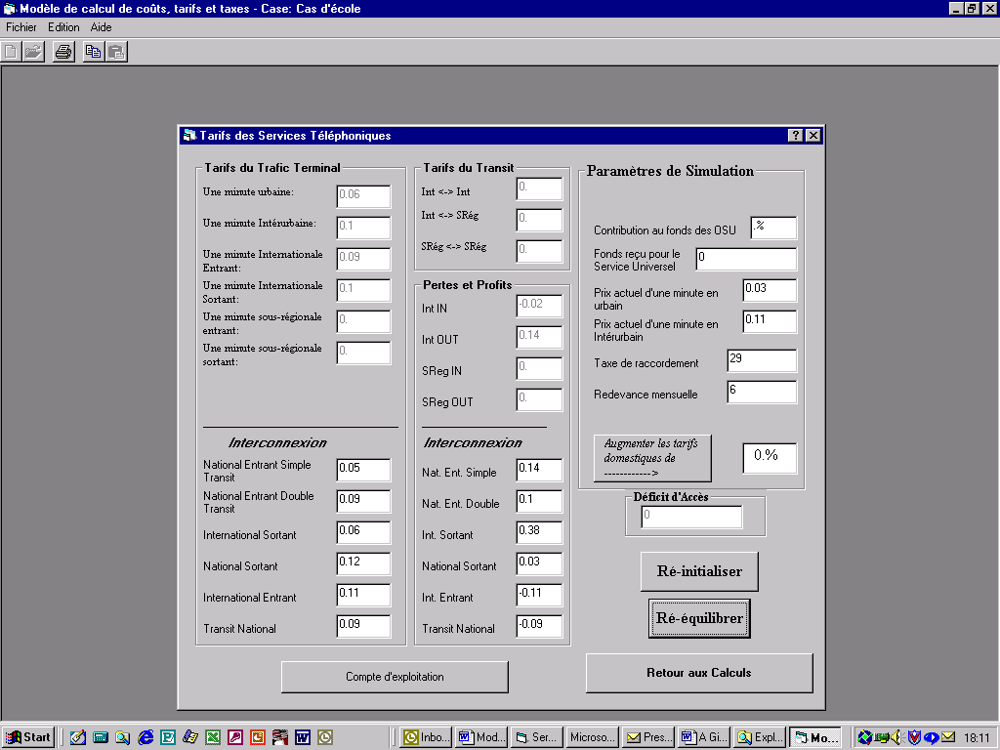 Modèle de calcul de coûts, tarifs et taxes - Case: Cas d'école
Fichier Edition Aide
Tarifs des Services Téléphoniques
Tarifs du Trafic Terminal
Une minute urbaine: 0.06
Une minute Intérurbaine: 0.1
Une minute Internationale
Entrant: 0.09
Une minute Internationale
Sortant: 0.1
Une minute sous-régionale
entrant: 0.
Une minute sous-régionale
sortant: 0.
Interconnexion
National Entrant Simple
Transit 0.05
National Entrant Double
Transit 0.09
International Sortant 0.06
National Sortant 0.12
International Entrant 0.11
Transit National 0.09
Tarifs du Transit
Int <-> Int 0.
Int <-> SRég 0.
SRég <-> SRég 0.
Pertes et Profits
Int IN -0.02
Int OUT 0.14
SReg IN 0.
SReg OUT 0.
Interconnexion
Nat. Ent. Simple 0.14
Nat. Ent. Double 0.1
Int. Sortant 0.38
National Sortant 0.03
Int. Entrant -0.11
Transit National -0.09
Paramètres de Simulation
Contribution au fonds des OSU .%
Fonds reçu pour le
Service Universel 0
Prix actuel d'une minute en
urbain 0.03
Prix actuel d'une minute en
Intérurbain 0.11
Taxe de raccordement 29
Redevance mensuelle 6
Augmenter les tarifs
domestiques de
------------> 0.%
Déficit d'Accès
0
Ré-initialiser
Ré-équilibrer
Compte d'exploitation
Retour aux Calculs
Start Inbo... Mod... Ser... Microso... Pres... A Gi... Expl... Mo... 18:11